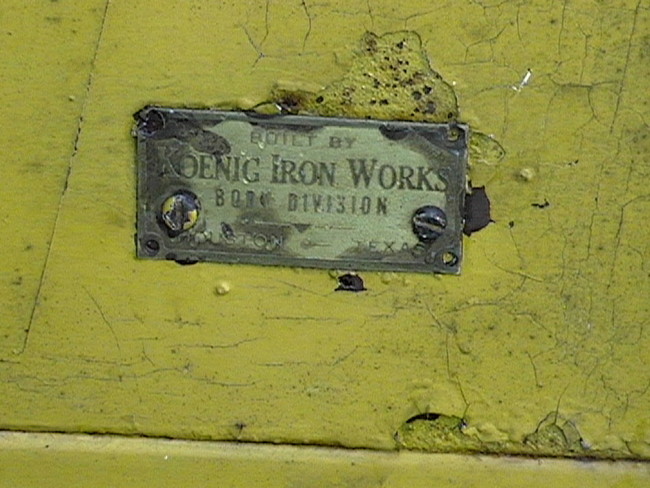 BUILT BY
KOENIG IRON WORKS
BODY DIVISION
HOUSTON — TEXAS